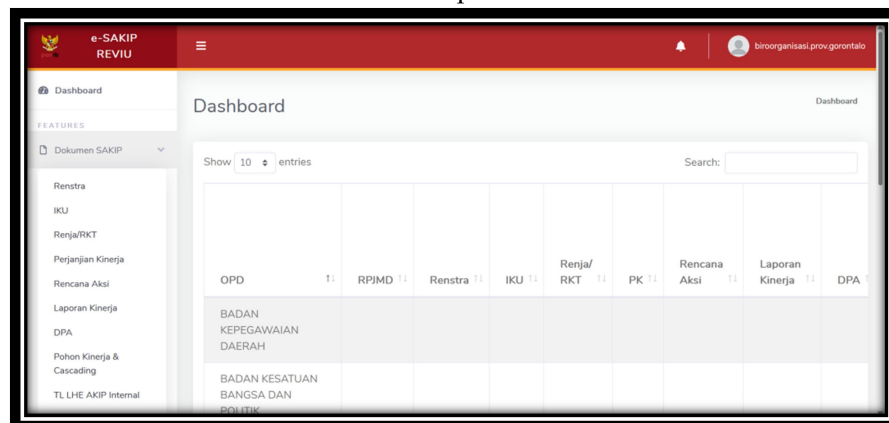 e-SAKIP
REVIU
biroorganisasi.prov.gorontalo
Dashboard
FEATURES
Dokumen SAKIP
Renstra
IKU
Renja/RKT
Perjanjian Kinerja
Rencana Aksi
Laporan Kinerja
DPA
Pohon Kinerja &
Cascading
TL LHE AKIP Internal
Dashboard
Dashboard
Show 10 entries
Search:
OPD RPJMD Renstra IKU Renja/
RKT PK Rencana
Aksi Laporan
Kinerja DPA
BADAN
KEPEGAWAIAN
DAERAH
BADAN KESATUAN
BANGSA DAN
POLITIK